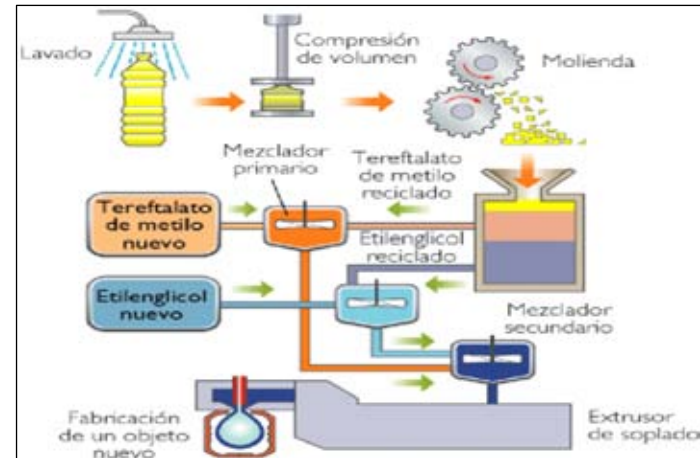 Lavado
Compresión
de volumen
Molienda
Mezclador
primario
Tereftalato
de metilo
reciclado
Tereftalato
de metilo
nuevo
Etilenglicol
reciclado
Etilenglicol
nuevo
Mezclador
secundario
Fabricación
de un objeto
nuevo
Extrusor
de soplado